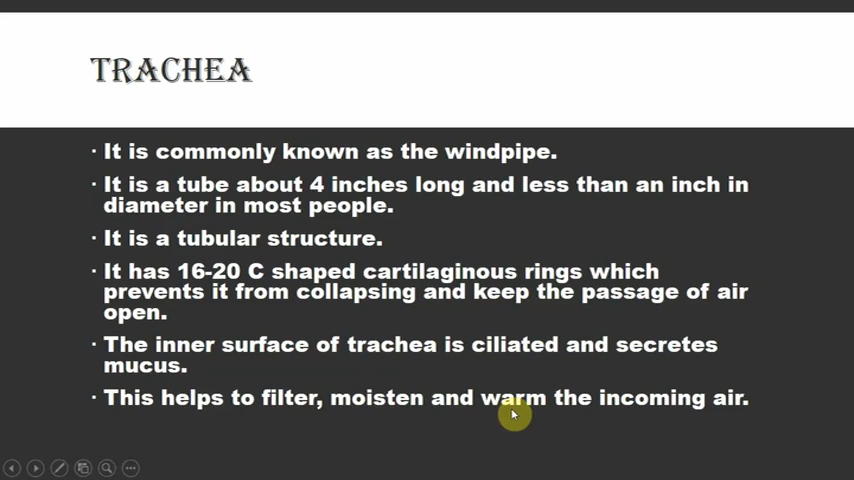 TRACHEA
· It is commonly known as the windpipe.
· It is a tube about 4 inches long and less than an inch in
diameter in most people.
· It is a tubular structure.
· It has 16-20 C shaped cartilaginous rings which
prevents it from collapsing and keep the passage of air
open.
· The inner surface of trachea is ciliated and secretes
mucus.
· This helps to filter, moisten and warm the incoming air.